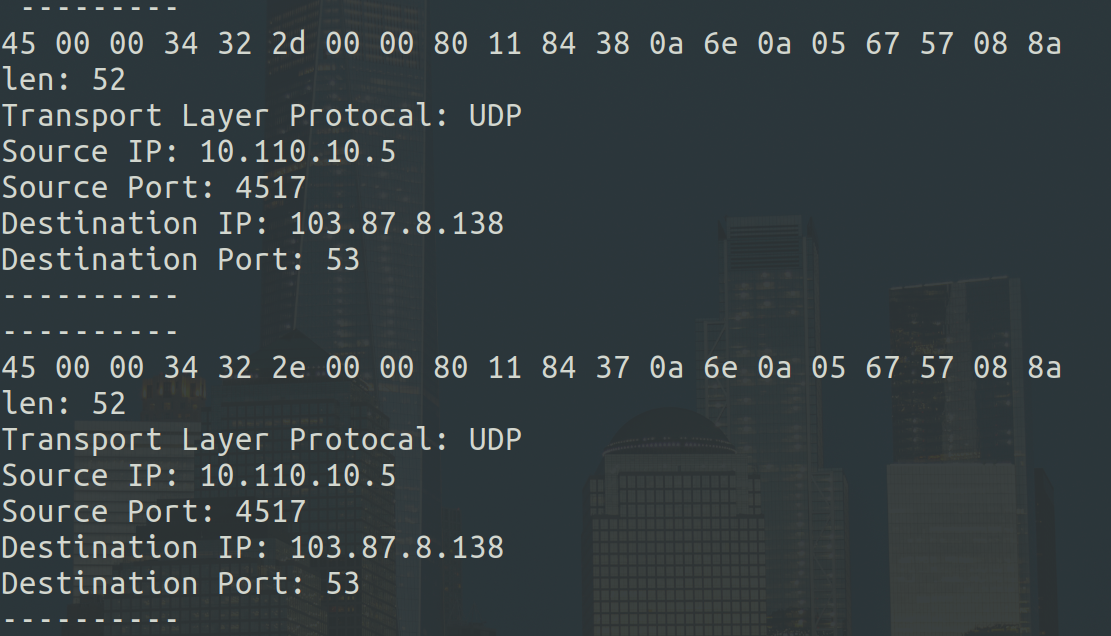 ---------
45 00 00 34 32 2d 00 00 80 11 84 38 0a 6e 0a 05 67 57 08 8a
len: 52
Transport Layer Protocal: UDP
Source IP: 10.110.10.5
Source Port: 4517
Destination IP: 103.87.8.138
Destination Port: 53
----------
----------
45 00 00 34 32 2e 00 00 80 11 84 37 0a 6e 0a 05 67 57 08 8a
len: 52
Transport Layer Protocal: UDP
Source IP: 10.110.10.5
Source Port: 4517
Destination IP: 103.87.8.138
Destination Port: 53
----------